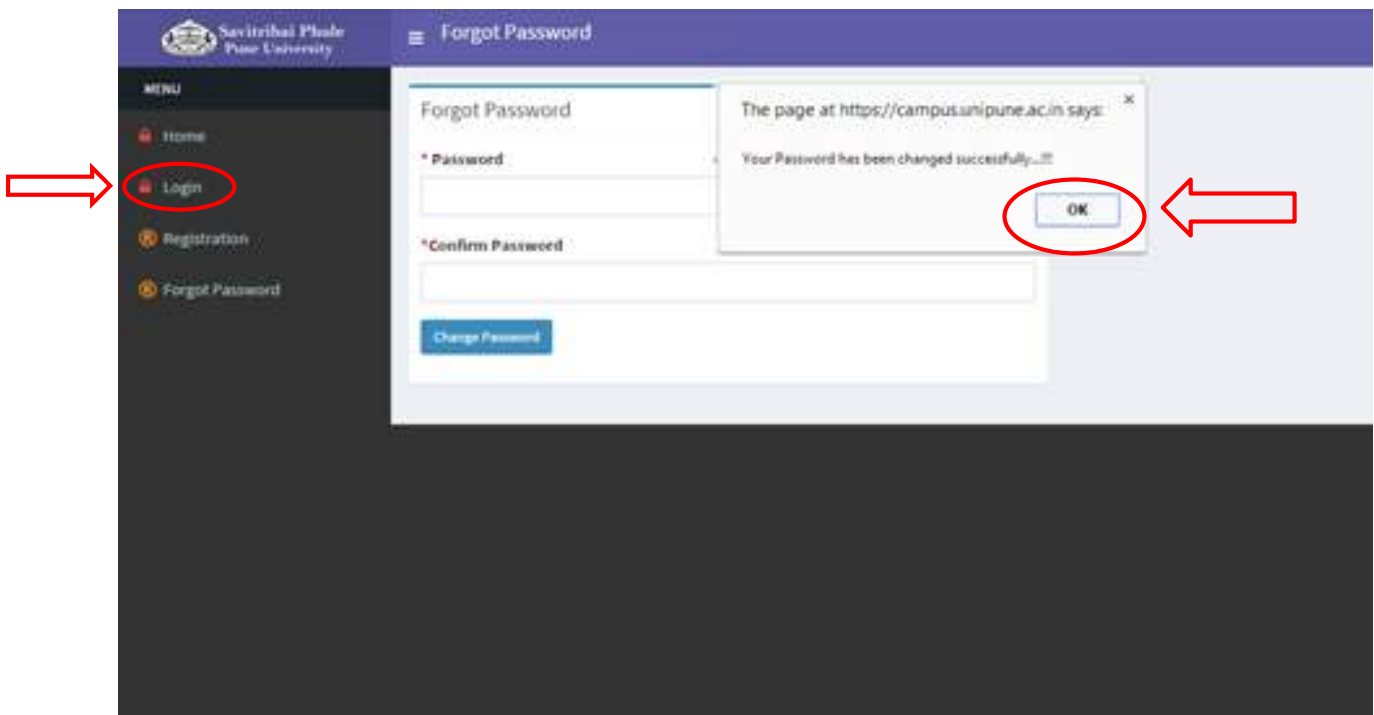 Savitribai Phule
Pune University
Forgot Password
MENU
Home
Login
Registration
Forgot Password
Forgot Password
* Password
*Confirm Password
Change Password
The page at https://campus.unipune.ac.in says:
×
Your Password has been changed successfully...!!!
OK